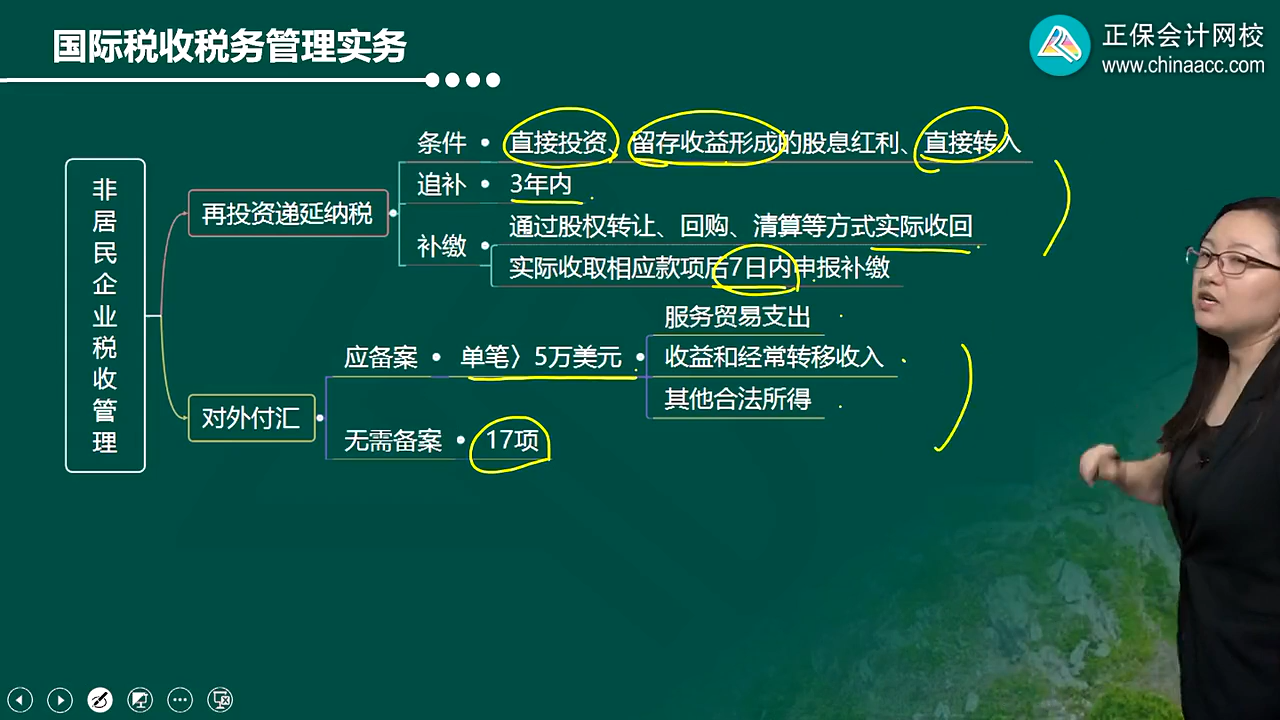 国际税收税务管理实务
正保会计网校
www.chinaacc.com
非居民企业税收管理
再投资递延纳税
条件 • 直接投资、留存收益形成的股息红利、直接转入
追补 • 3年内
补缴 • 通过股权转让、回购、清算等方式实际收回
实际收取相应款项后7日内申报补缴
对外付汇
应备案 • 单笔〉5万美元
服务贸易支出
收益和经常转移收入
其他合法所得
无需备案 • 17项